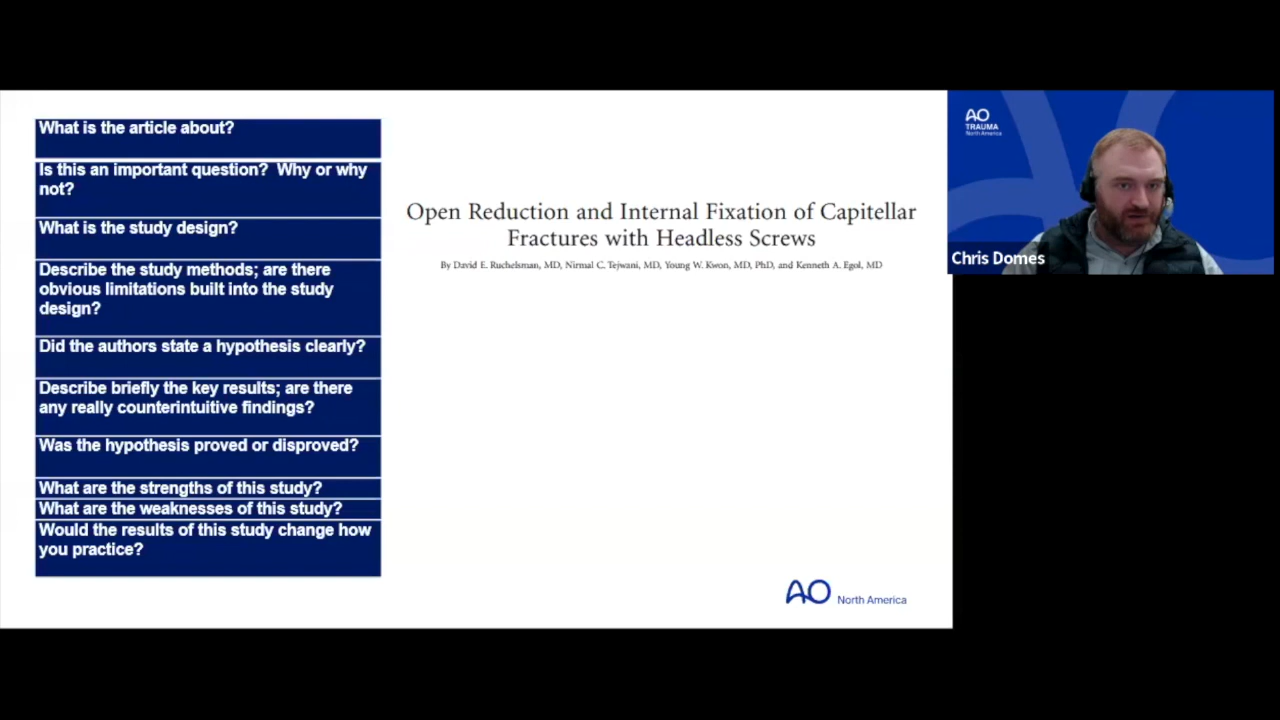 What is the article about?
Is this an important question?  Why or why
not?
What is the study design?
Describe the study methods; are there
obvious limitations built into the study
design?
Did the authors state a hypothesis clearly?
Describe briefly the key results; are there
any really counterintuitive findings?
Was the hypothesis proved or disproved?
What are the strengths of this study?
What are the weaknesses of this study?
Would the results of this study change how
you practice?
Open Reduction and Internal Fixation of Capitellar
Fractures with Headless Screws
By David E. Ruchelsman, MD, Nirmal C. Tejwani, MD, Young W. Kwon, MD, PhD, and Kenneth A. Egol, MD
AO North America
AO
TRAUMA
North America
Chris Domes